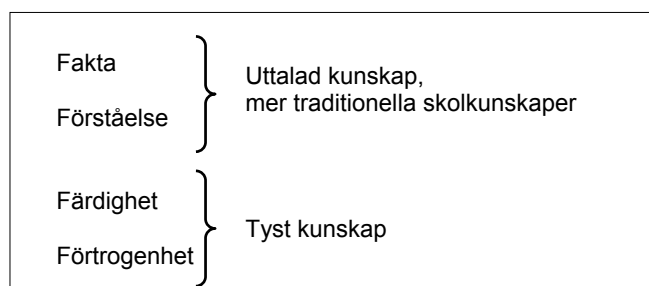 Fakta
Uttalad kunskap,
mer traditionella skolkunskaper
Förståelse
Färdighet
Tyst kunskap
Förtrogenhet